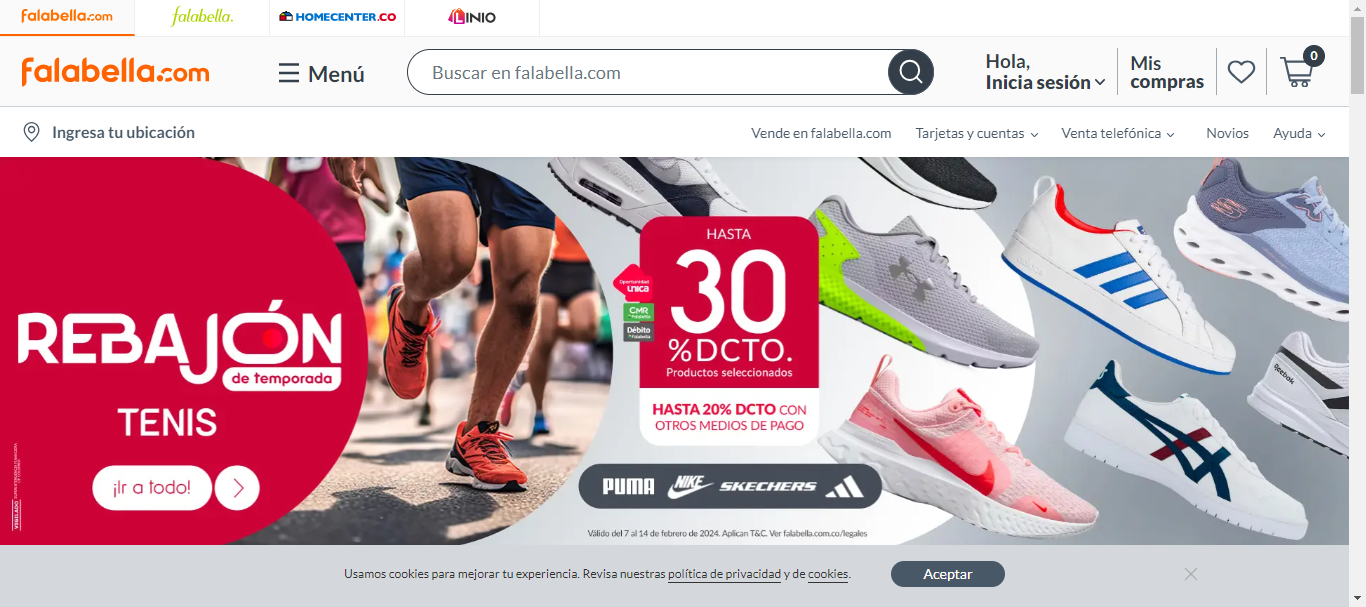 falabella.com
falabella.
HOMECENTER.CO
LINIO
falabella.com
Menú
Buscar en falabella.com
Hola,
Inicia sesión
Mis
compras
0
Ingresa tu ubicación
Vende en falabella.com
Tarjetas y cuentas
Venta telefónica
Novios
Ayuda
REBAJÓN
de temporada
TENIS
¡Ir a todo!
VIGILADO
HASTA
30
%DCTO.
Productos seleccionados
Oportunidad
única
CMR
Falabella
Débito
Falabella
HASTA 20% DCTO CON
OTROS MEDIOS DE PAGO
PUMA NIKE SKECHERS
Válido del 7 al 14 de febrero de 2024. Aplican T&C. Ver falabella.com.co/legales
Reebok
Usamos cookies para mejorar tu experiencia. Revisa nuestras política de privacidad y de cookies.
Aceptar